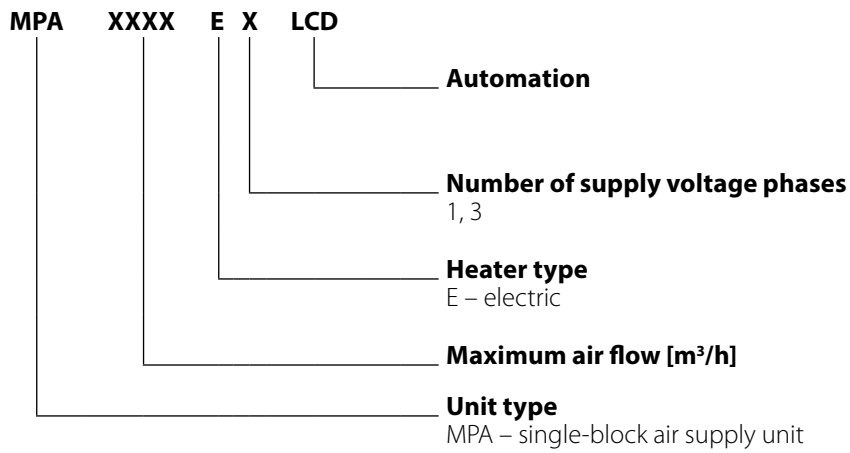 MPA XXXX E X LCD
Automation
Number of supply voltage phases
1, 3
Heater type
E – electric
Maximum air flow [m³/h]
Unit type
MPA – single-block air supply unit